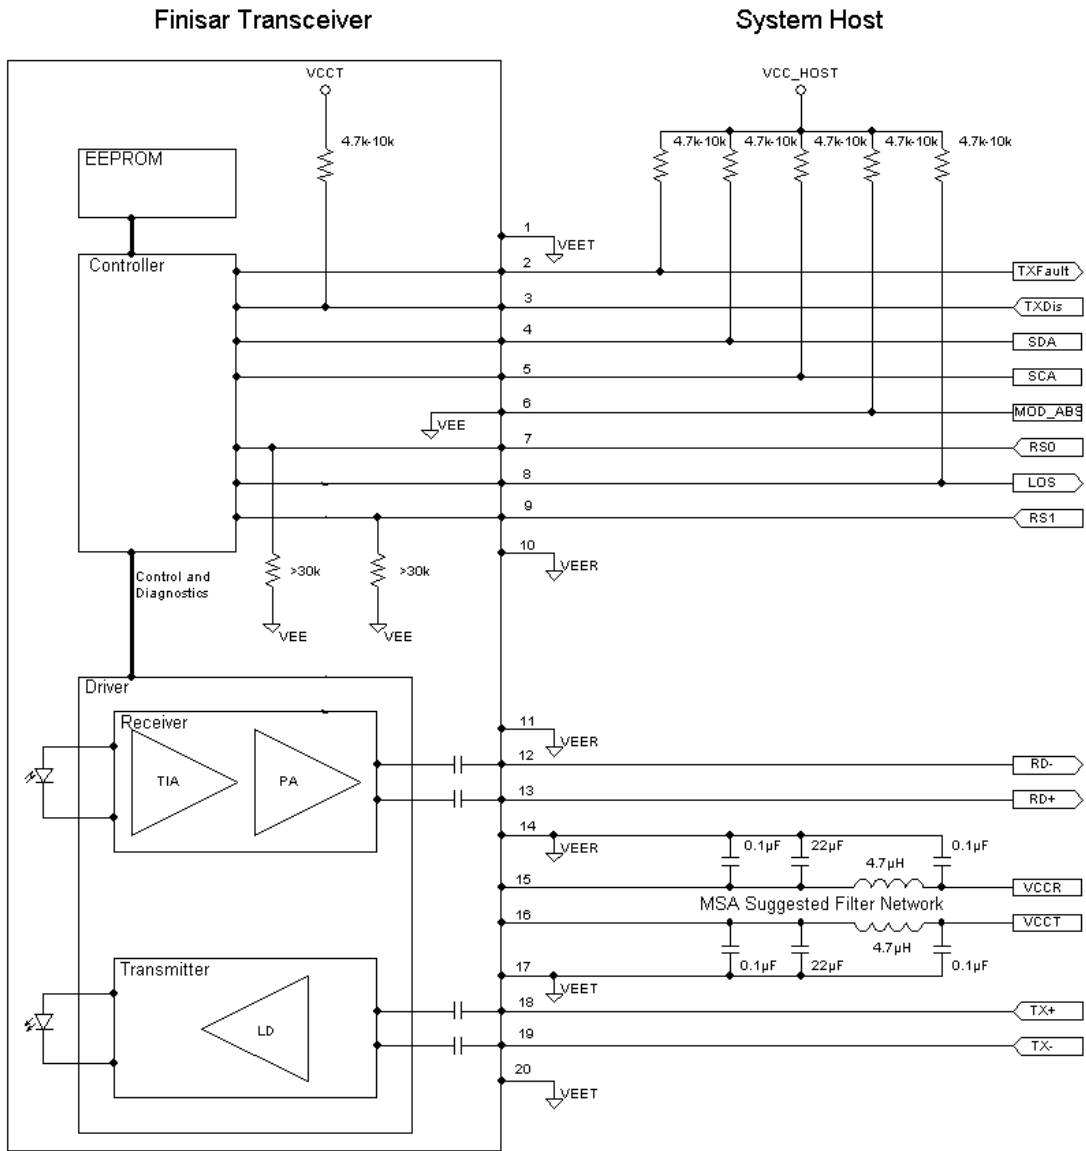 Finisar Transceiver
System Host
VCCT
VCC_HOST
4.7k-10k
4.7k-10k
4.7k-10k
4.7k-10k
4.7k-10k
4.7k-10k
EEPROM
1
VEET
Controller
2
TXFault
3
TXDis
4
SDA
5
SCA
6
MOD_ABS
VEE
7
RS0
8
LOS
9
RS1
10
VEER
Control and
Diagnostics
>30k
>30k
VEE
VEE
Driver
Receiver
11
VEER
12
RD-
TIA
PA
13
RD+
14
VEER
0.1µF
22µF
0.1µF
4.7µH
15
VCCR
MSA Suggested Filter Network
16
VCCT
4.7µH
Transmitter
17
0.1µF
22µF
0.1µF
VEET
18
TX+
LD
19
TX-
20
VEET